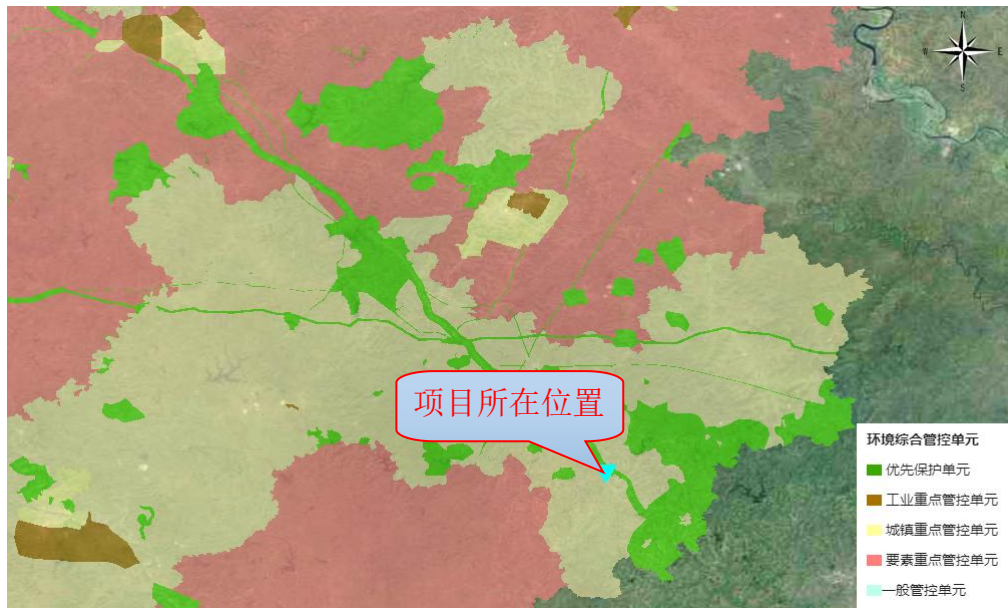 N
W
E
S
项目所在位置
环境综合管控单元
优先保护单元
工业重点管控单元
城镇重点管控单元
要素重点管控单元
一般管控单元